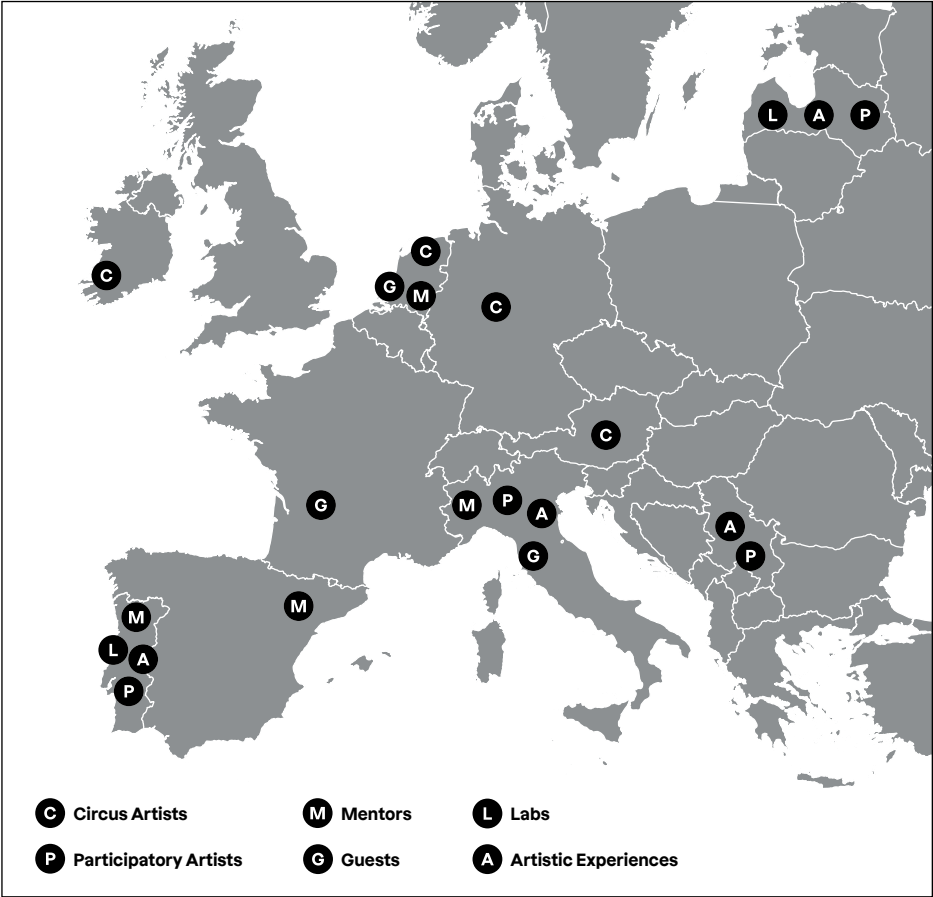 L A P
C
C
G M
C
C
G
M P A
A
G
P
M
M
L A
P
C Circus Artists M Mentors L Labs
P Participatory Artists G Guests A Artistic Experiences